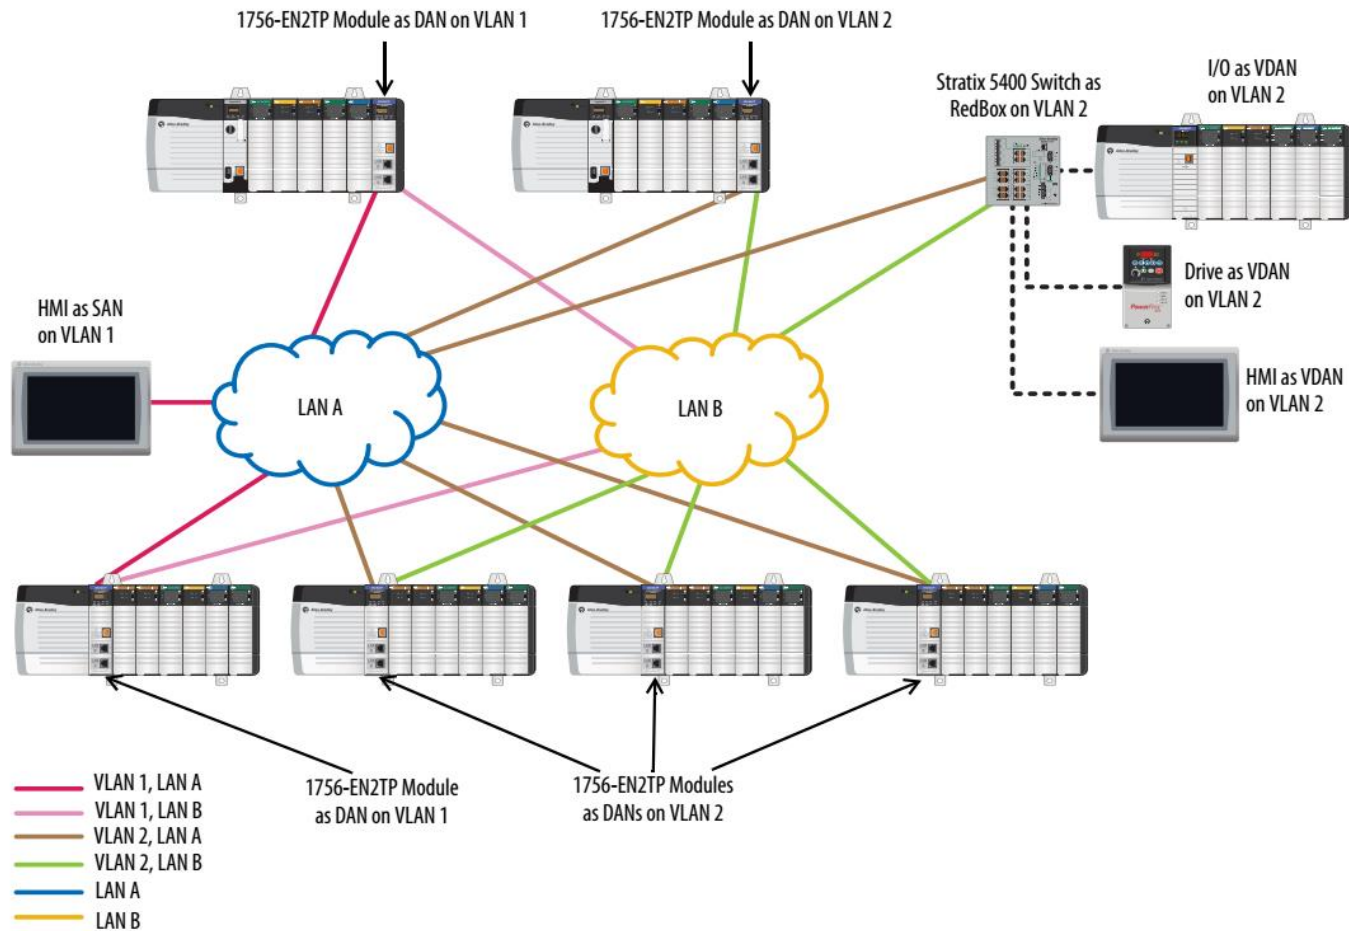 1756-EN2TP Module as DAN on VLAN 1
1756-EN2TP Module as DAN on VLAN 2
Stratix 5400 Switch as
RedBox on VLAN 2
I/O as VDAN
on VLAN 2
Drive as VDAN
on VLAN 2
HMI as SAN
on VLAN 1
HMI as VDAN
on VLAN 2
LAN A
LAN B
1756-EN2TP Module
as DAN on VLAN 1
1756-EN2TP Modules
as DANs on VLAN 2
VLAN 1, LAN A
VLAN 1, LAN B
VLAN 2, LAN A
VLAN 2, LAN B
LAN A
LAN B